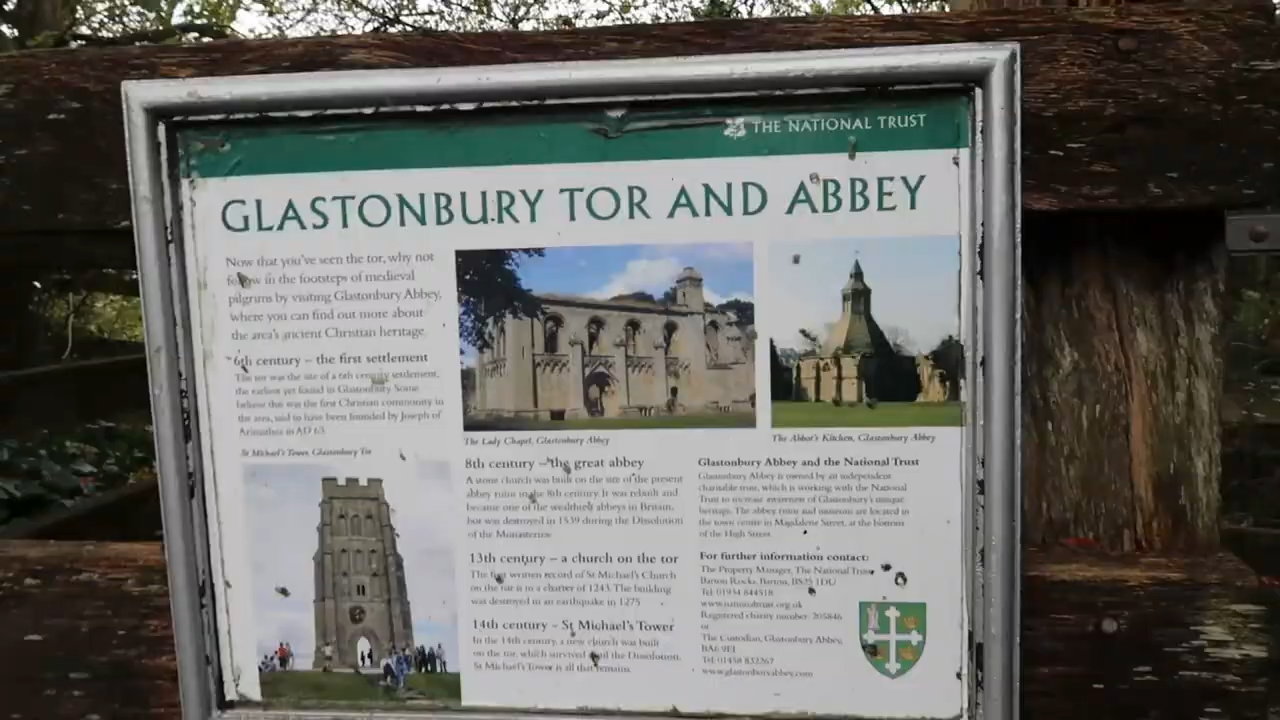 THE NATIONAL TRUST
GLASTONBURY TOR AND ABBEY
Now that you've seen the tor, why not
follow in the footsteps of medieval
pilgrims by visiting Glastonbury Abbey,
where you can find out more about
the area's ancient Christian heritage.
6th century – the first settlement
The tor was the site of a 6th century settlement,
the earliest yet found in Glastonbury. Some
believe this was the first Christian community in
the area, said to have been founded by Joseph of
Arimathea in AD 63.
St Michael's Tower, Glastonbury Tor
The Lady Chapel, Glastonbury Abbey
8th century – the great abbey
A stone church was built on the site of the present
abbey ruins in the 8th century. It was rebuilt and
became one of the wealthiest abbeys in Britain,
but was destroyed in 1539 during the Dissolution
of the Monasteries
13th century – a church on the tor
The first written record of St Michael's Church
on the tor is in a charter of 1243. The building
was destroyed in an earthquake in 1275
14th century - St Michael's Tower
In the 14th century, a new church was built
on the tor, which survived until the Dissolution.
St Michael's Tower is all that remains.
The Abbot's Kitchen, Glastonbury Abbey
Glastonbury Abbey and the National Trust
Glastonbury Abbey is owned by an independent
charitable trust, which is working with the National
Trust to increase awareness of Glastonbury's unique
heritage. The abbey ruins and museum are located in
the town centre in Magdalene Street, at the bottom
of the High Street.
For further information contact:
The Property Manager, The National Trust,
Barton Rocks, Barton, BS25 1DU
Tel: 01934 844518
www.nationaltrust.org.uk
Registered charity number: 205846
or
The Custodian, Glastonbury Abbey,
BA6 9EL
Tel: 01458 832267
www.glastonburyabbey.com